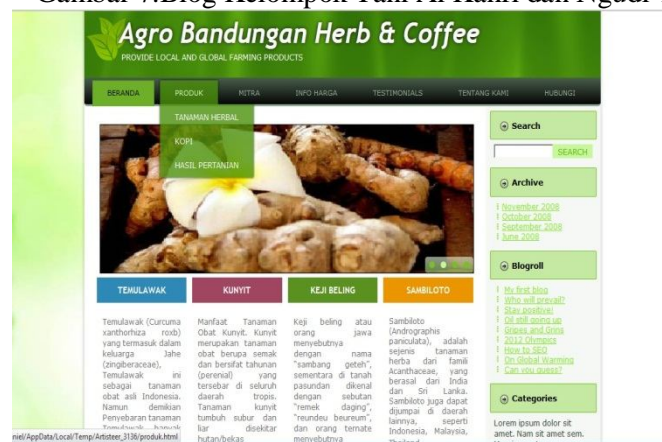 Gambar 7.Blog Kelompok Tani Al Kahfi dan Ngudi
Agro Bandungan Herb & Coffee
PROVIDE LOCAL AND GLOBAL FARMING PRODUCTS
BERANDA PRODUK MITRA INFO HARGA TESTIMONIALS TENTANG KAMI HUBUNGI
TANAMAN HERBAL
KOPI
HASIL PERTANIAN
TEMULAWAK
Temulawak (Curcuma
xanthorhiza roxb)
yang termasuk dalam
keluarga Jahe
(zingiberaceae),
Temulawak ini
sebagai tanaman
obat asli Indonesia.
Namun demikian
Penyebaran tanaman
Temulawak banyak
KUNYIT
Manfaat Tanaman
Obat Kunyit. Kunyit
merupakan tanaman
obat berupa semak
dan bersifat tahunan
(perenial) yang
tersebar di seluruh
daerah tropis.
Tanaman kunyit
tumbuh subur dan
liar disekitar
hutan/bekas
KEJI BELING
Keji beling atau
orang jawa
menyebutnya
dengan nama
"sambang geteh",
sementara di tanah
pasundan dikenal
dengan sebutan
"remek daging",
"reundeu beureum",
dan orang ternate
menyebutnya
SAMBILOTO
Sambiloto
(Andrographis
paniculata), adalah
sejenis tanaman
herba dari famili
Acanthaceae, yang
berasal dari India
dan Sri Lanka.
Sambiloto juga dapat
dijumpai di daerah
lainnya, seperti
Indonesia, Malaysia,
Thailand
Search
SEARCH
Archive
November 2008
October 2008
September 2008
June 2008
Blogroll
My first blog
Who will prevail?
Stay positive!
Oil still going up
Gripes and Grins
2012 Olympics
How to SEO
On Global Warming
Can you guess?
Categories
Lorem ipsum dolor sit
amet. Nam sit amet sem.
niel/AppData/Local/Temp/Artisteer_3136/produk.html